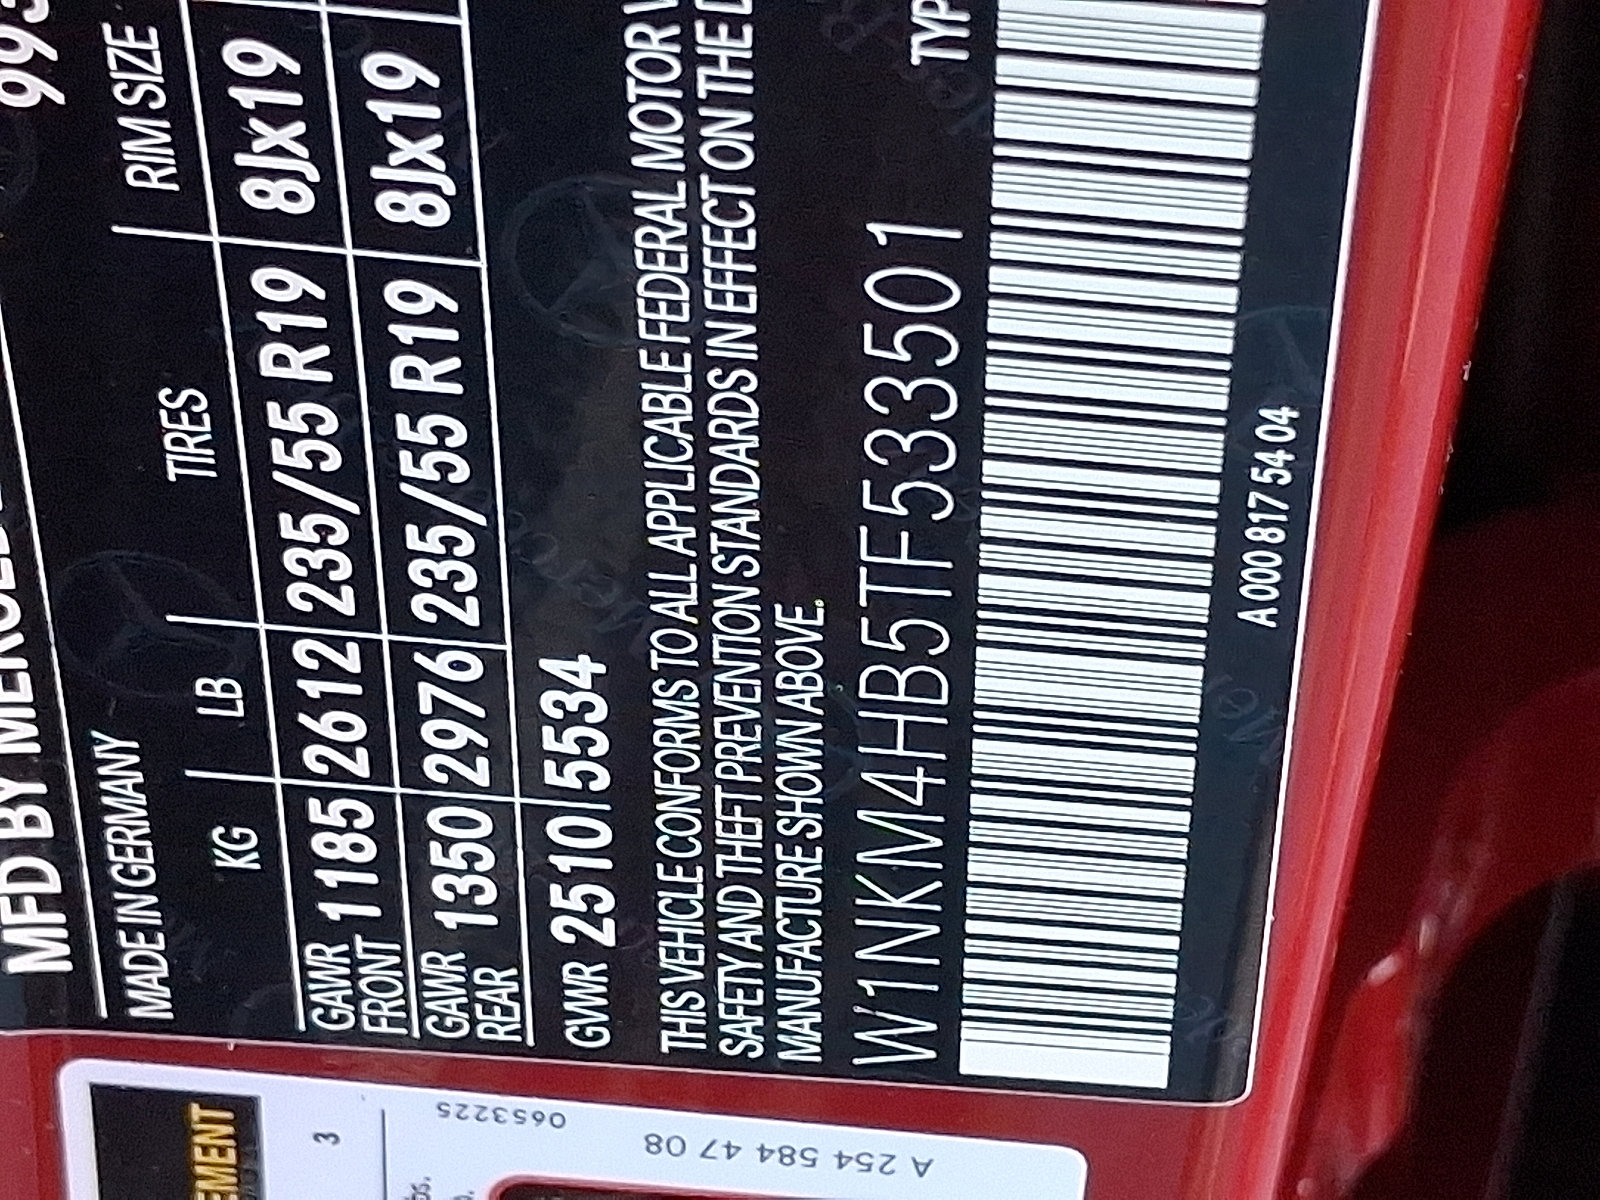 MFD BY
MADE IN GERMANY
KG LB TIRES RIM SIZE
GAWR FRONT 1185 2612 235/55 R19 8Jx19
GAWR REAR 1350 2976 235/55 R19 8Jx19
GVWR 2510 5534
THIS VEHICLE CONFORMS TO ALL APPLICABLE FEDERAL MOTOR
SAFETY AND THEFT PREVENTION STANDARDS IN EFFECT ON THE
MANUFACTURE SHOWN ABOVE.
W1NKM4HB5TF533501
A 000 817 54 04
3
0653225
A 254 584 47 08